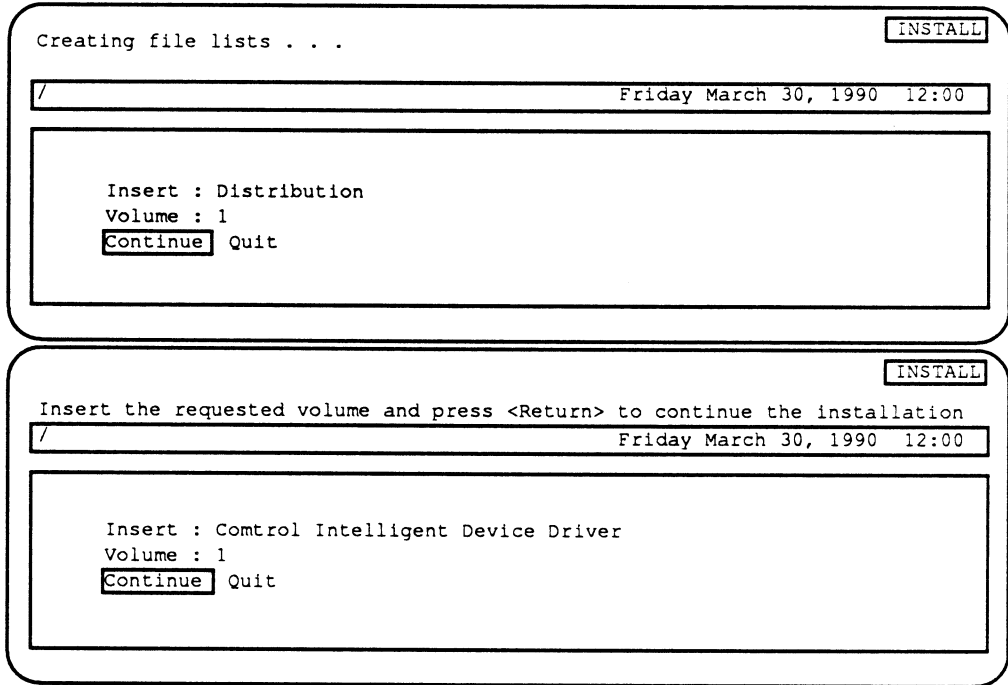 INSTALL
Creating file lists . . .
/ Friday March 30, 1990 12:00
Insert : Distribution
Volume : 1
Continue Quit
INSTALL
Insert the requested volume and press <Return> to continue the installation
/ Friday March 30, 1990 12:00
Insert : Comtrol Intelligent Device Driver
Volume : 1
Continue Quit